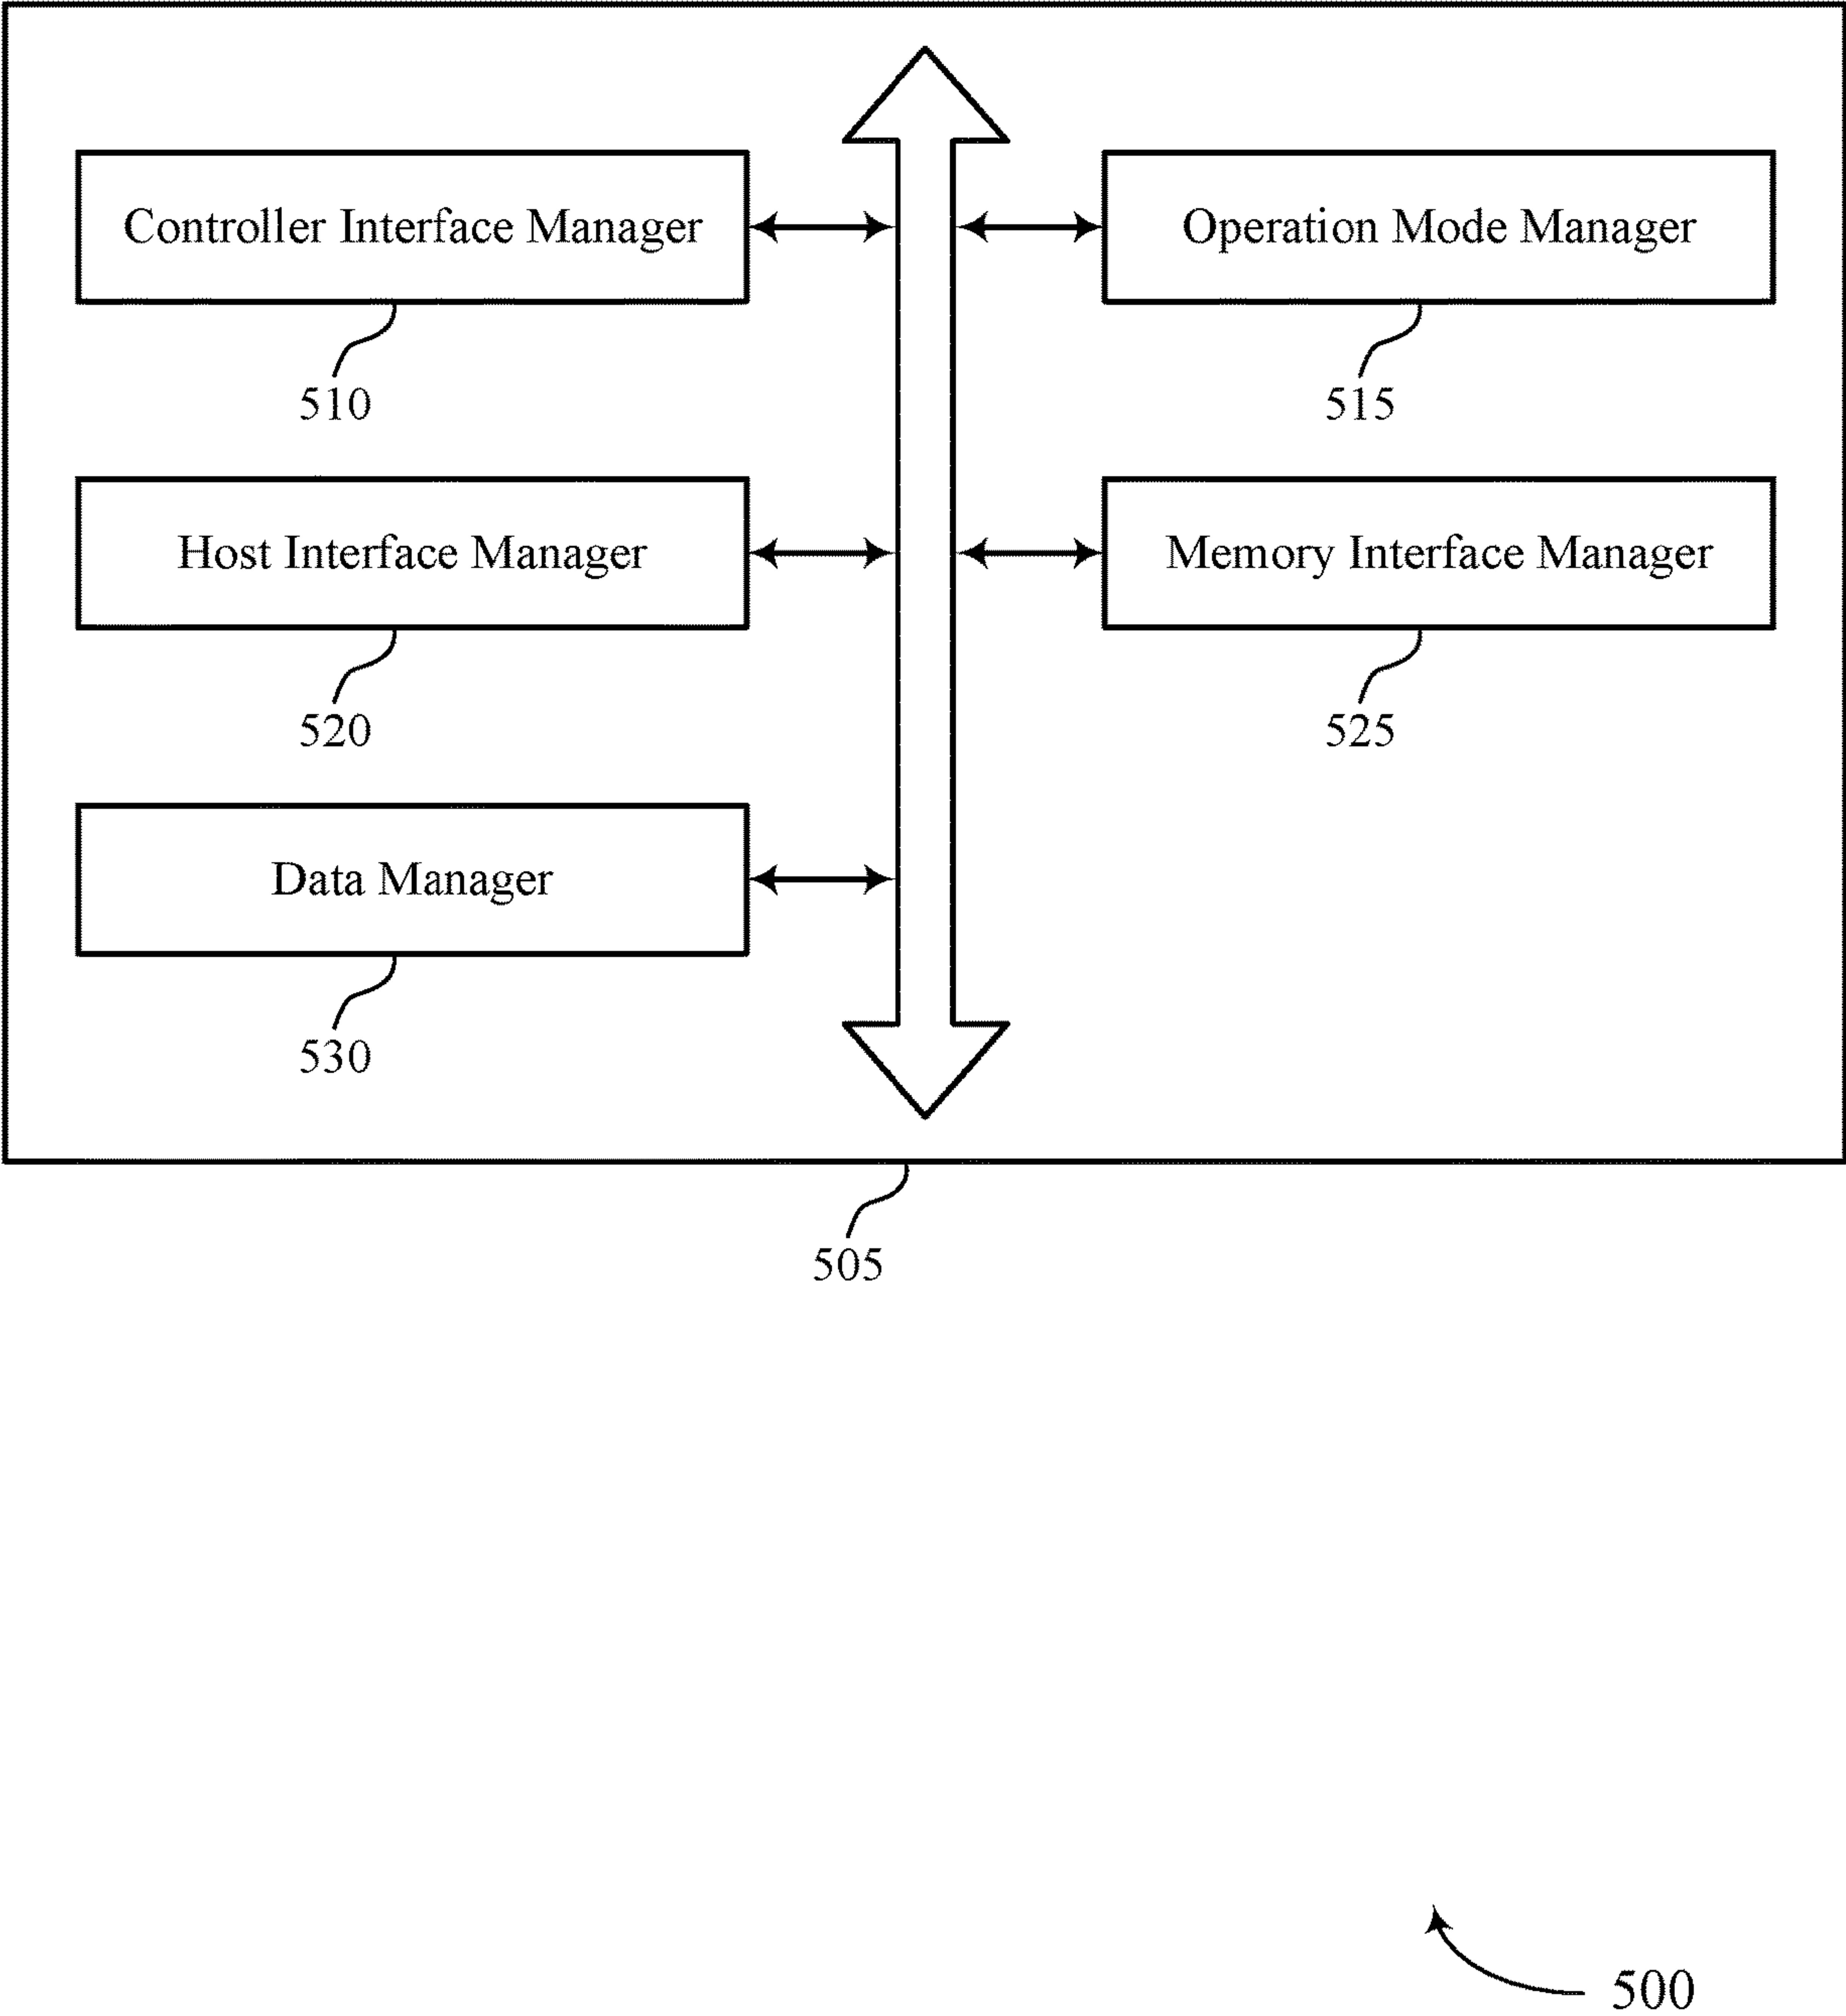 Controller Interface Manager
Operation Mode Manager
510
515
Host Interface Manager
Memory Interface Manager
520
525
Data Manager
530
505
500